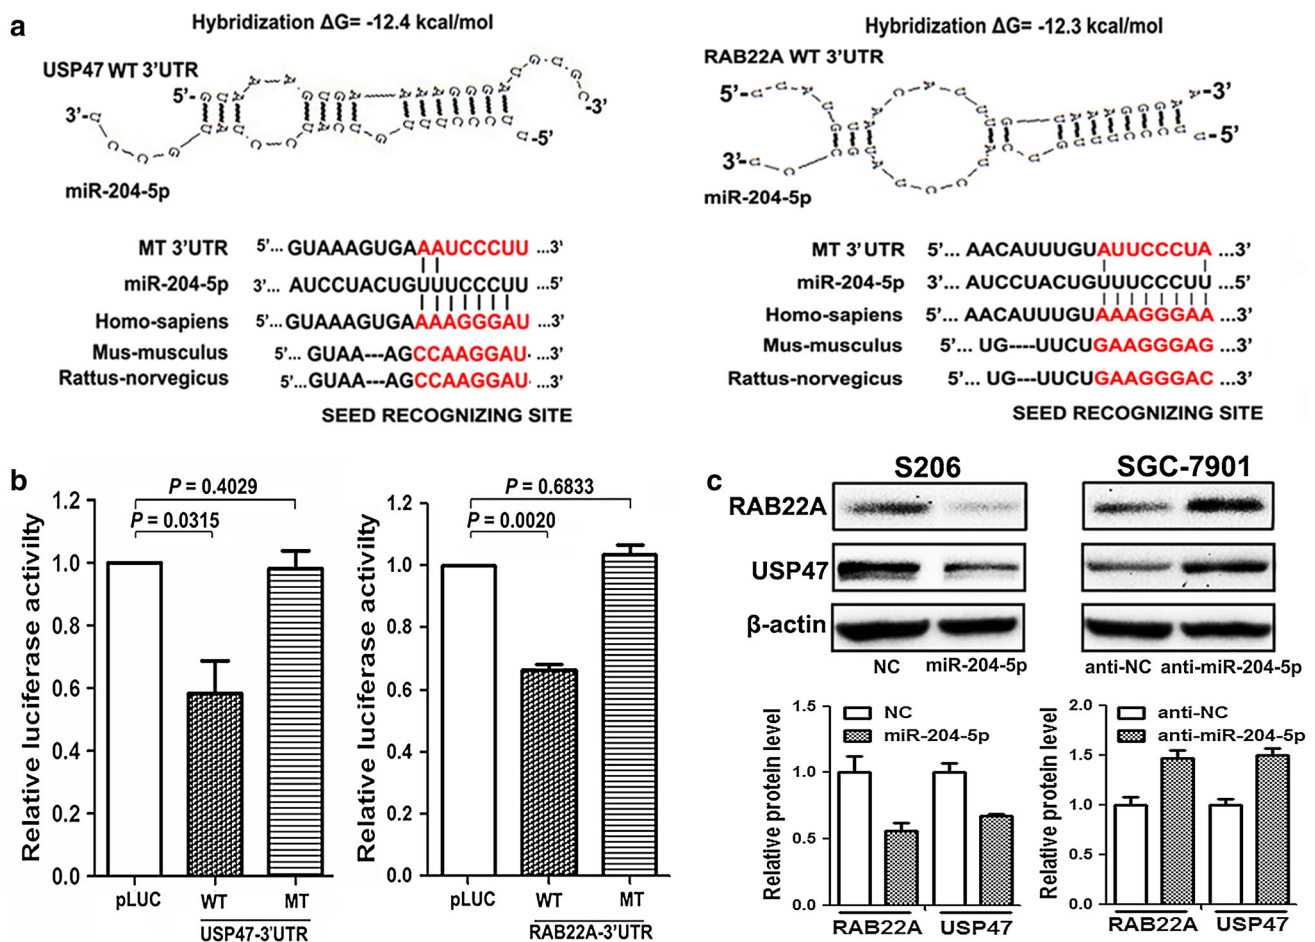 a
Hybridization ΔG= -12.4 kcal/mol
USP47 WT 3'UTR
5'-
-3'
3'-
-5'
miR-204-5p
MT 3'UTR 5'... GUAAAGUGAAAUCCCUU ...3'
miR-204-5p 3'... AUCCUACUGUUUCCCUU ...5'
Homo-sapiens 5'... GUAAAGUGAAAAGGGAU ...3'
Mus-musculus 5'... GUAA---AGCCAAGGAU. ...3'
Rattus-norvegicus 5'... GUAA---AGCCAAGGAU. ...3'
SEED RECOGNIZING SITE
Hybridization ΔG= -12.3 kcal/mol
RAB22A WT 3'UTR
5'-
-3'
3'-
-5'
miR-204-5p
MT 3'UTR 5'... AACAUUUGUAUUCCCUA ...3'
miR-204-5p 3'... AUCCUACUGUUUCCCUU ...5'
Homo-sapiens 5'... AACAUUUGUAAAGGGAA ...3'
Mus-musculus 5'... UG----UUCUGAAGGGAG ...3'
Rattus-norvegicus 5'... UG---UUCUGAAGGGAC ...3'
SEED RECOGNIZING SITE
b
Relative luciferase activilty
1.2
1.0
0.8
0.6
0.4
0.2
0.0
P = 0.4029
P = 0.0315
pLUC WT MT
USP47-3'UTR
Relative luciferase activilty
1.2
1.0
0.8
0.6
0.4
0.2
0.0
P = 0.6833
P = 0.0020
pLUC WT MT
RAB22A-3'UTR
c
S206 SGC-7901
RAB22A
USP47
β-actin
NC miR-204-5p anti-NC anti-miR-204-5p
Relative protein level
1.5
1.0
0.5
0.0
NC
miR-204-5p
RAB22A USP47
Relative protein level
2.0
1.5
1.0
0.5
0.0
anti-NC
anti-miR-204-5p
RAB22A USP47